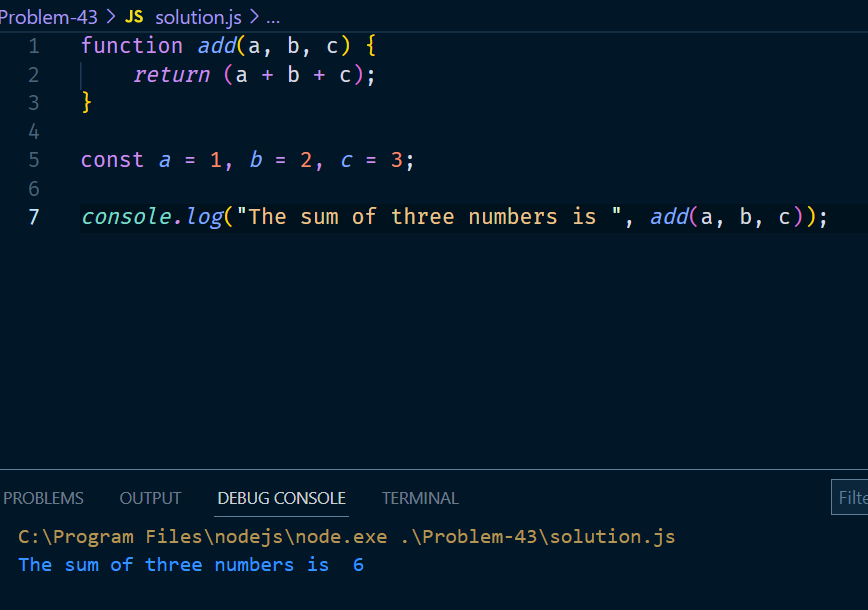 Problem-43 > JS solution.js > ...
1 function add(a, b, c) {
2     return (a + b + c);
3 }
4
5 const a = 1, b = 2, c = 3;
6
7 console.log("The sum of three numbers is ", add(a, b, c));
PROBLEMS OUTPUT DEBUG CONSOLE TERMINAL Filte
C:\Program Files\nodejs\node.exe .\Problem-43\solution.js
The sum of three numbers is  6